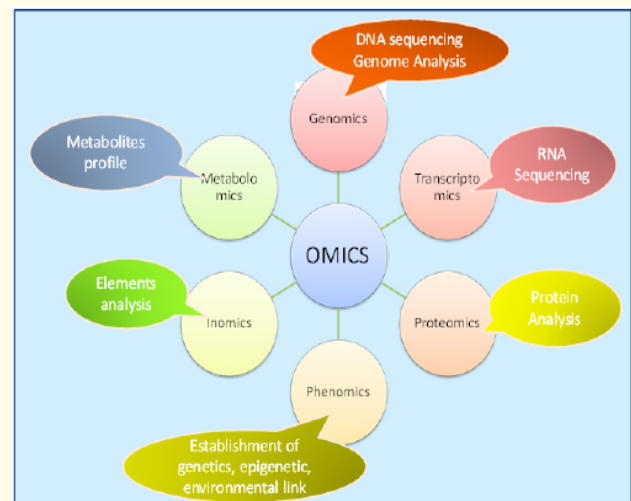 DNA sequencing
Genome Analysis
Genomics
Metabolites
profile
Metabolo
mics
Transcripto
mics
RNA
Sequencing
OMICS
Elements
analysis
Inomics
Proteomics
Protein
Analysis
Phenomics
Establishment of
genetics, epigenetic,
environmental link